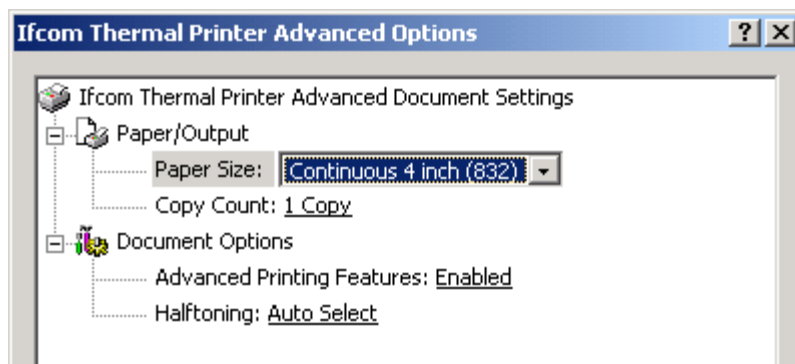 Ifcom Thermal Printer Advanced Options
Ifcom Thermal Printer Advanced Document Settings
Paper/Output
Paper Size: Continuous 4 inch (832)
Copy Count: 1 Copy
Document Options
Advanced Printing Features: Enabled
Halftoning: Auto Select